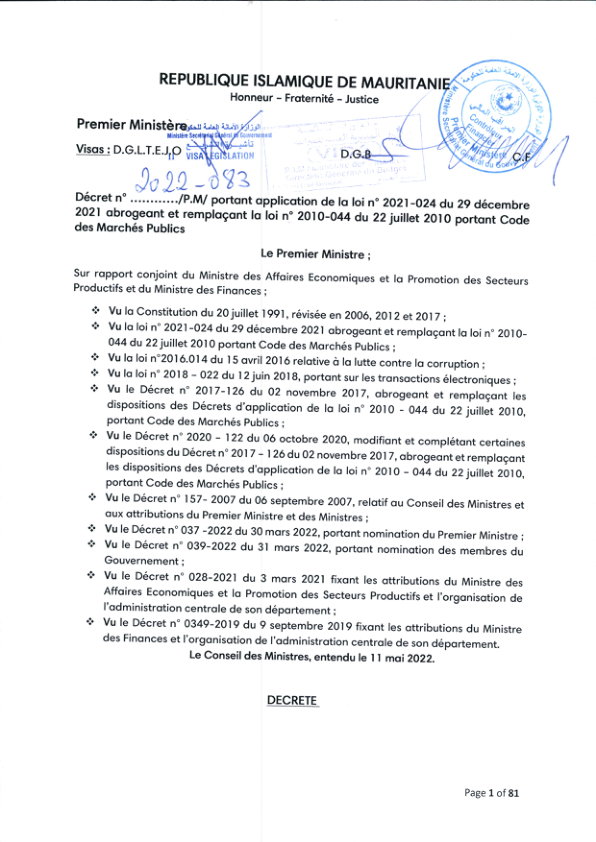 REPUBLIQUE ISLAMIQUE DE MAURITANIE
Honneur – Fraternité – Justice
Premier Ministère
Visas : D.G.L.T.E.J.O
VISA LEGISLATION
D.G.B
C.F
Contrôle Financier
2022-083
Décret n° ............/P.M/ portant application de la loi n° 2021-024 du 29 décembre
2021 abrogeant et remplaçant la loi n° 2010-044 du 22 juillet 2010 portant Code
des Marchés Publics
Le Premier Ministre ;
Sur rapport conjoint du Ministre des Affaires Economiques et la Promotion des Secteurs
Productifs et du Ministre des Finances ;
❖ Vu la Constitution du 20 juillet 1991, révisée en 2006, 2012 et 2017 ;
❖ Vu la loi n° 2021-024 du 29 décembre 2021 abrogeant et remplaçant la loi n° 2010-
044 du 22 juillet 2010 portant Code des Marchés Publics ;
❖ Vu la loi n°2016.014 du 15 avril 2016 relative à la lutte contre la corruption ;
❖ Vu la loi n° 2018 – 022 du 12 juin 2018, portant sur les transactions électroniques ;
❖ Vu le Décret n° 2017-126 du 02 novembre 2017, abrogeant et remplaçant les
dispositions des Décrets d'application de la loi n° 2010 - 044 du 22 juillet 2010,
portant Code des Marchés Publics ;
❖ Vu le Décret n° 2020 – 122 du 06 octobre 2020, modifiant et complétant certaines
dispositions du Décret n° 2017 – 126 du 02 novembre 2017, abrogeant et remplaçant
les dispositions des Décrets d'application de la loi n° 2010 – 044 du 22 juillet 2010,
portant Code des Marchés Publics ;
❖ Vu le Décret n° 157- 2007 du 06 septembre 2007, relatif au Conseil des Ministres et
aux attributions du Premier Ministre et des Ministres ;
❖ Vu le Décret n° 037 -2022 du 30 mars 2022, portant nomination du Premier Ministre ;
❖ Vu le Décret n° 039-2022 du 31 mars 2022, portant nomination des membres du
Gouvernement ;
❖ Vu le Décret n° 028-2021 du 3 mars 2021 fixant les attributions du Ministre des
Affaires Economiques et la Promotion des Secteurs Productifs et l'organisation de
l'administration centrale de son département ;
❖ Vu le Décret n° 0349-2019 du 9 septembre 2019 fixant les attributions du Ministre
des Finances et l'organisation de l'administration centrale de son département.
Le Conseil des Ministres, entendu le 11 mai 2022.
DECRETE
Page 1 of 81